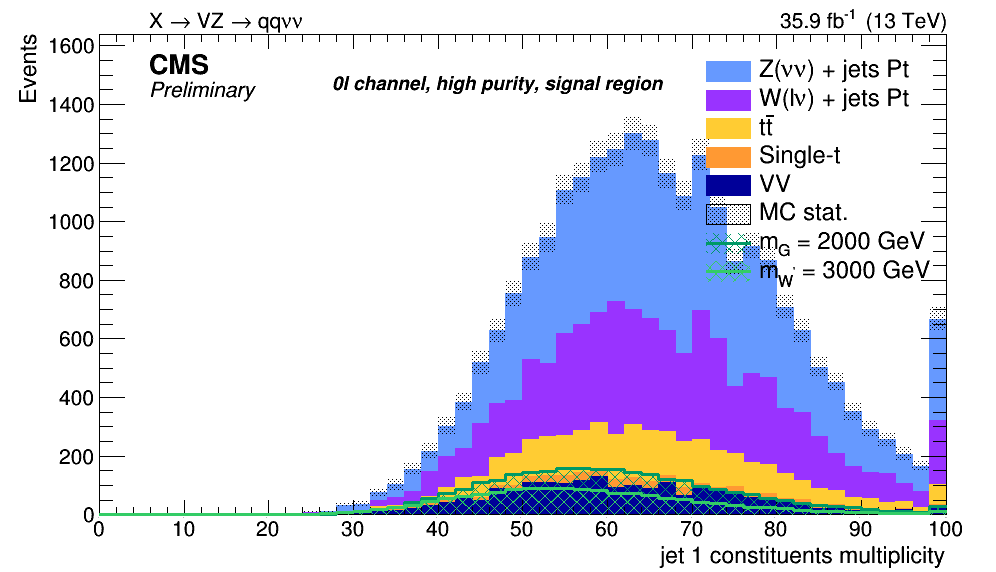 X → VZ → qqνν
35.9 fb-1 (13 TeV)
Events
CMS
Preliminary
0l channel, high purity, signal region
Z(νν) + jets Pt
W(lν) + jets Pt
tt̄
Single-t
VV
MC stat.
mG = 2000 GeV
mW' = 3000 GeV
1600
1400
1200
1000
800
600
400
200
0
0 10 20 30 40 50 60 70 80 90 100
jet 1 constituents multiplicity